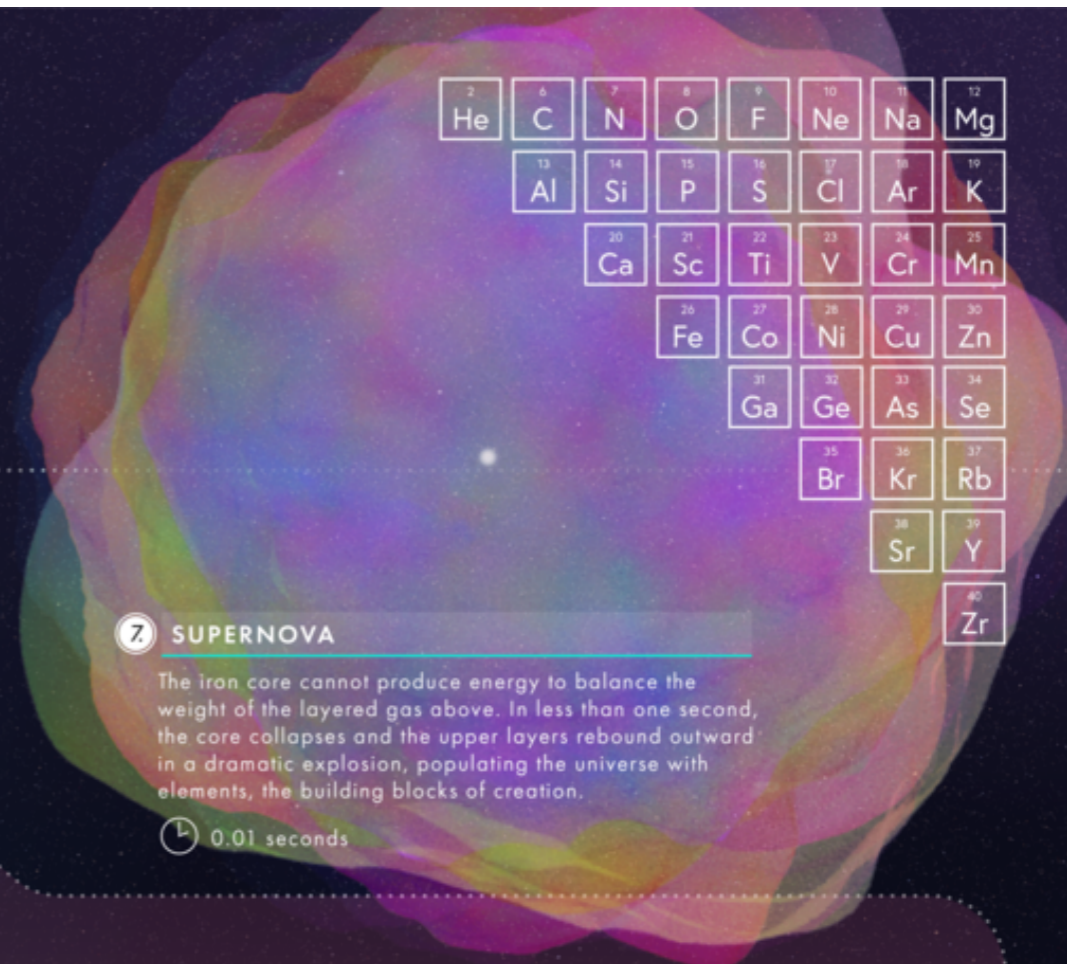 2 6 7 8 9 10 11 12
He C N O F Ne Na Mg
13 14 15 16 17 18 19
Al Si P S Cl Ar K
20 21 22 23 24 25
Ca Sc Ti V Cr Mn
26 27 28 29 30
Fe Co Ni Cu Zn
31 32 33 34
Ga Ge As Se
35 36 37
Br Kr Rb
38 39
Sr Y
40
Zr
7. SUPERNOVA
The iron core cannot produce energy to balance the
weight of the layered gas above. In less than one second,
the core collapses and the upper layers rebound outward
in a dramatic explosion, populating the universe with
elements, the building blocks of creation.
0.01 seconds